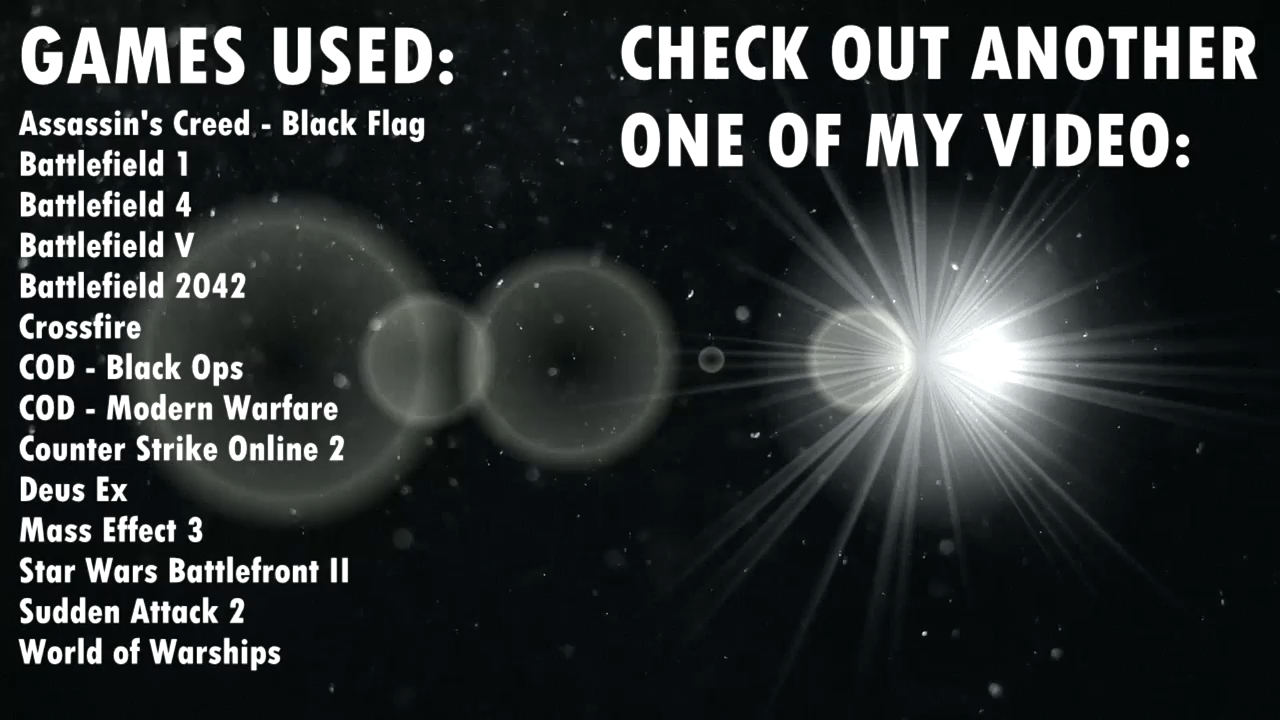 GAMES USED:
Assassin's Creed - Black Flag
Battlefield 1
Battlefield 4
Battlefield V
Battlefield 2042
Crossfire
COD - Black Ops
COD - Modern Warfare
Counter Strike Online 2
Deus Ex
Mass Effect 3
Star Wars Battlefront II
Sudden Attack 2
World of Warships
CHECK OUT ANOTHER
ONE OF MY VIDEO: